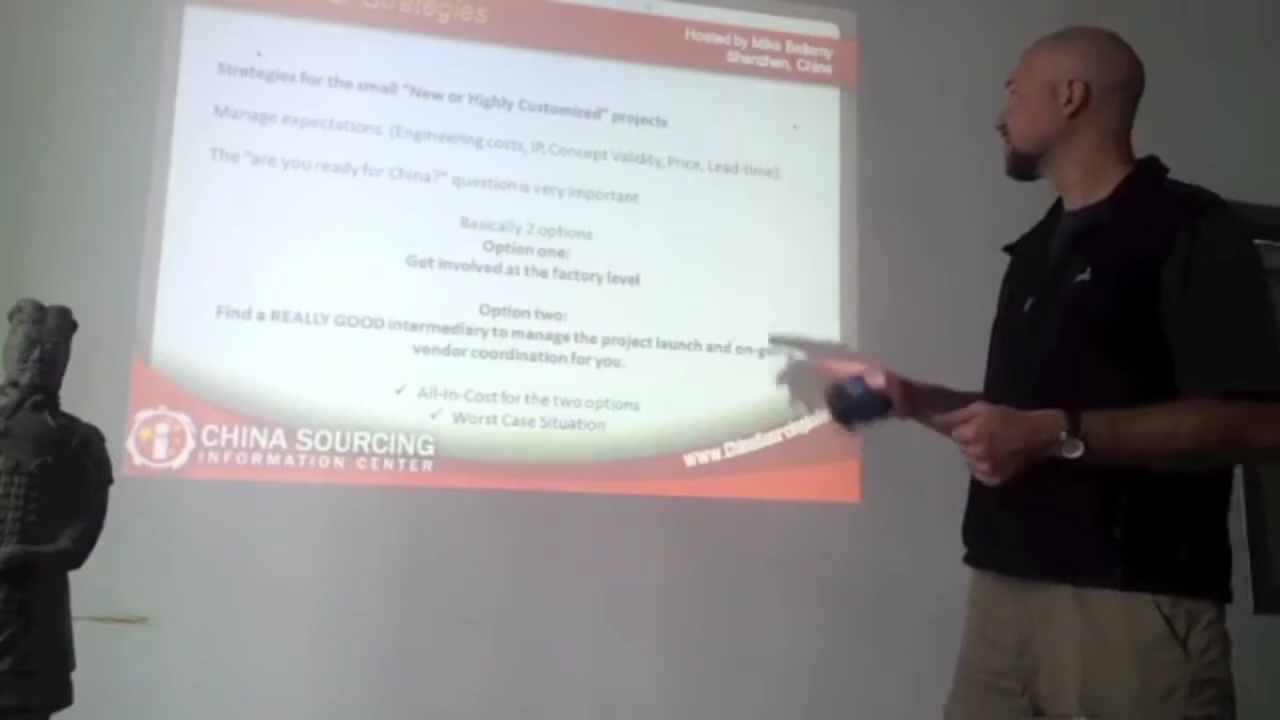 Strategies
Hosted by Mike Bellamy
Shenzhen, China
Strategies for the small "New or Highly Customized" projects
Manage expectations. (Engineering costs, IP, Concept Validity, Price, Lead-time).
The "are you ready for China?" question is very important
Basically 2 options
Option one:
Get involved at the factory level
Option two:
Find a REALLY GOOD intermediary to manage the project launch and on-g
vendor coordination for you.
✓ All-In-Cost for the two options
✓ Worst Case Situation
CHINA SOURCING
INFORMATION CENTER
www.ChinaSourcing